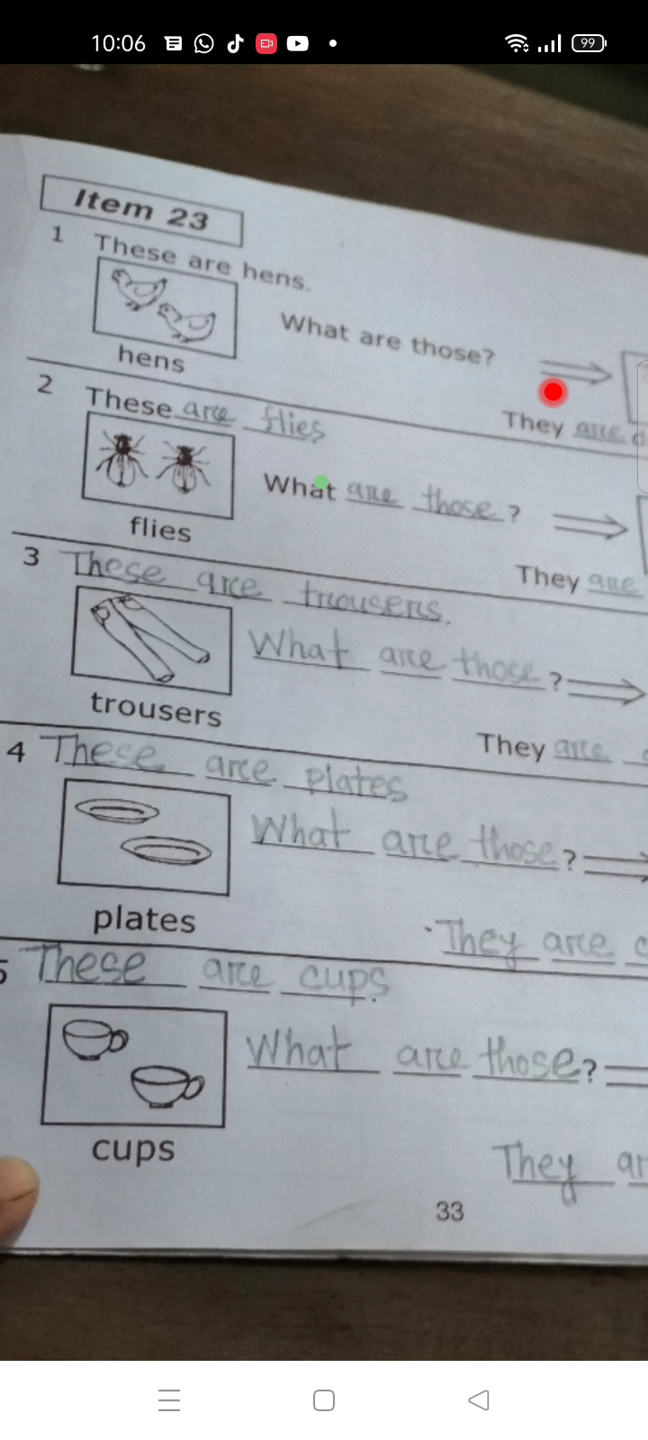 10:06
99
Item 23
1 These are hens.
What are those?
hens
They are d
2 These are flies
What are those ?
flies
They are
3 These are trousers.
What are those ?
trousers
They are
4 These are plates
What are those ?
plates
They are c
5 These are cups
What are those ?
cups
They ar
33